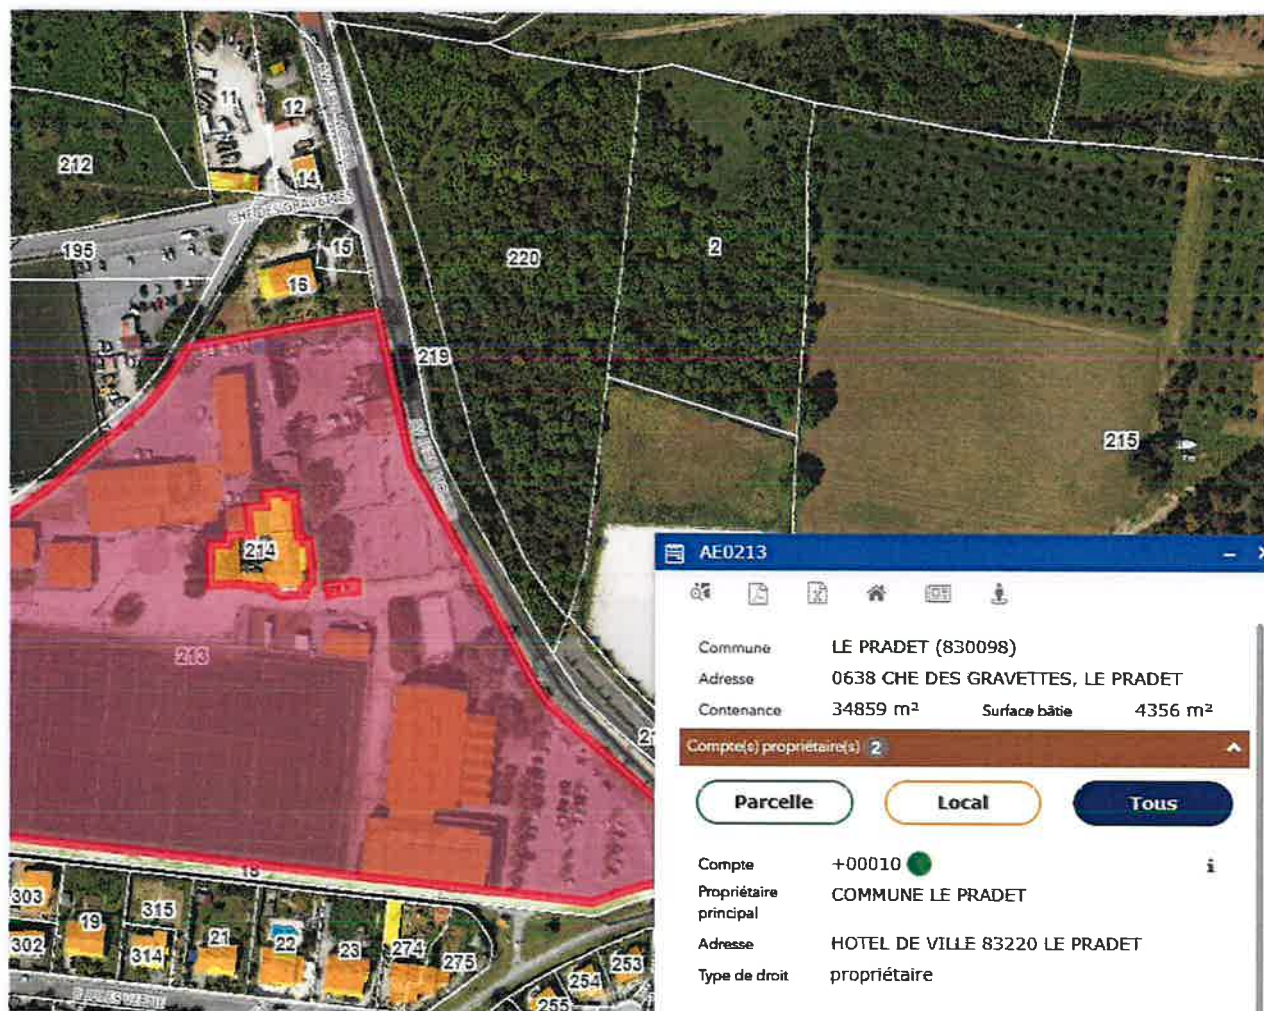 11
12
212
14
CHE DES GRAVETTES
195
15
16
220
2
219
215
214
213
18
303
19
315
302
314
21
22
23
274
275
253
254
255
AE0213
Commune LE PRADET (830098)
Adresse 0638 CHE DES GRAVETTES, LE PRADET
Contenance 34859 m² Surface bâtie 4356 m²
Compte(s) propriétaire(s) 2
Parcelle Local Tous
Compte +00010 i
Propriétaire principal COMMUNE LE PRADET
Adresse HOTEL DE VILLE 83220 LE PRADET
Type de droit propriétaire